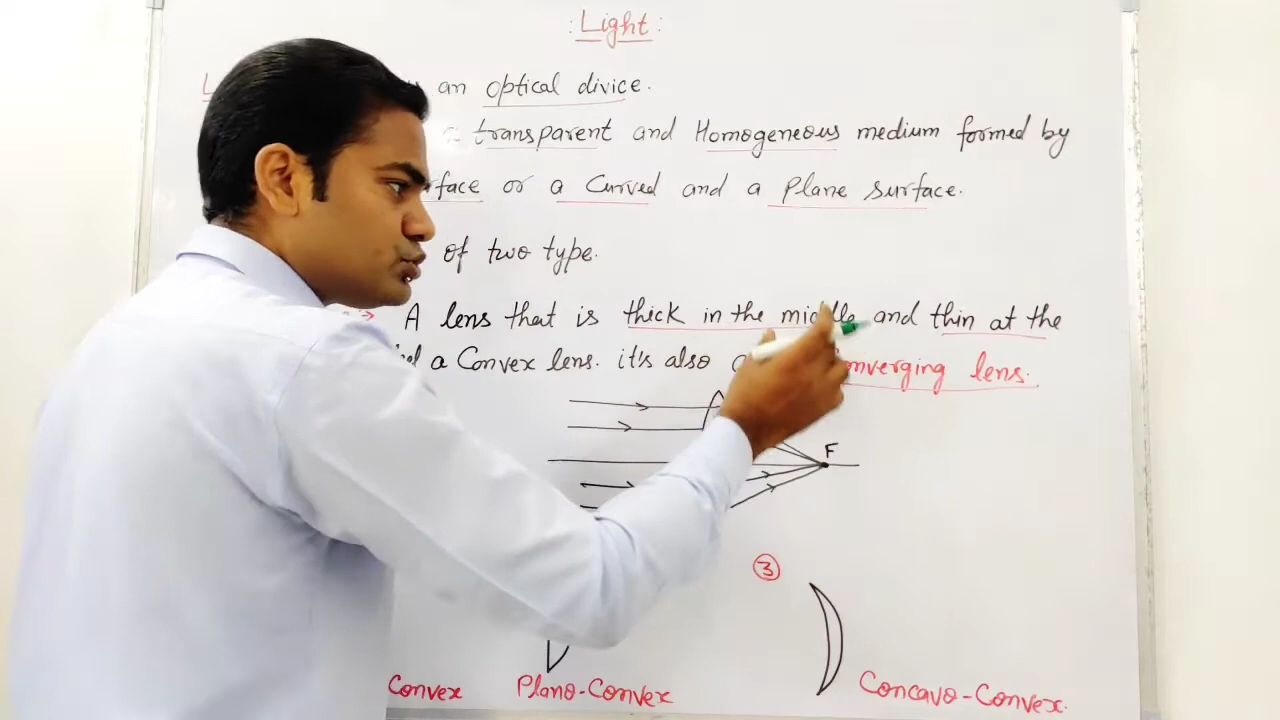 : Light :
L an optical divice.
transparent and Homogeneous medium formed by
face or a Curved and a plane surface.
of two type.
A lens that is thick in the middle and thin at the
a Convex lens. it's also converging lens.
F
3
Convex Plano-Convex Concavo-Convex.